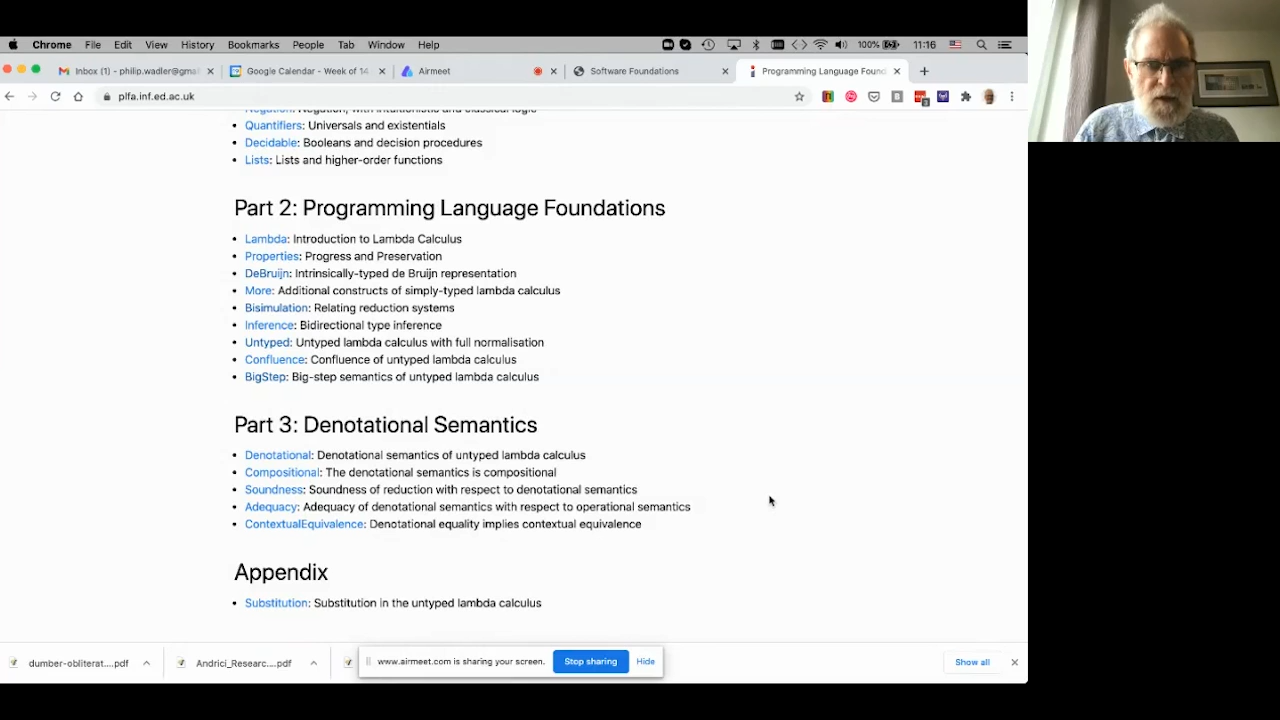 Chrome File Edit View History Bookmarks People Tab Window Help 100% 11:16
Inbox (1) - philip.wadler@gmai Google Calendar - Week of 14 Airmeet Software Foundations Programming Language Found
plfa.inf.ed.ac.uk
Negation: Negation, with intuitionistic and classical logic
Quantifiers: Universals and existentials
Decidable: Booleans and decision procedures
Lists: Lists and higher-order functions
Part 2: Programming Language Foundations
Lambda: Introduction to Lambda Calculus
Properties: Progress and Preservation
DeBruijn: Intrinsically-typed de Bruijn representation
More: Additional constructs of simply-typed lambda calculus
Bisimulation: Relating reduction systems
Inference: Bidirectional type inference
Untyped: Untyped lambda calculus with full normalisation
Confluence: Confluence of untyped lambda calculus
BigStep: Big-step semantics of untyped lambda calculus
Part 3: Denotational Semantics
Denotational: Denotational semantics of untyped lambda calculus
Compositional: The denotational semantics is compositional
Soundness: Soundness of reduction with respect to denotational semantics
Adequacy: Adequacy of denotational semantics with respect to operational semantics
ContextualEquivalence: Denotational equality implies contextual equivalence
Appendix
Substitution: Substitution in the untyped lambda calculus
dumber-obliterat....pdf Andrici_Researc....pdf www.airmeet.com is sharing your screen. Stop sharing Hide Show all